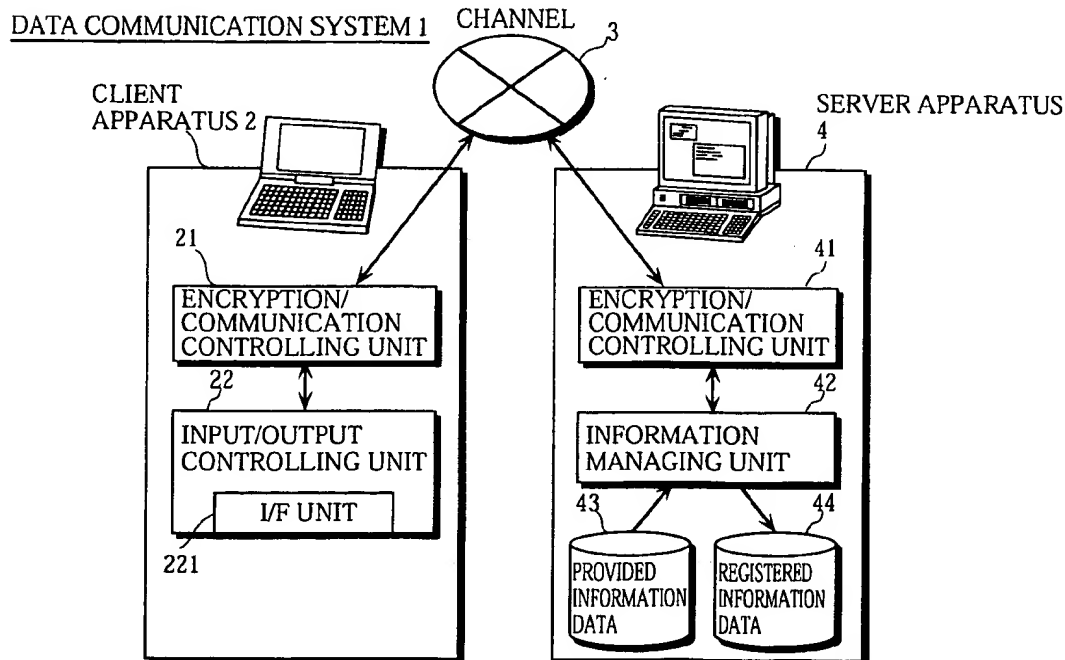 DATA COMMUNICATION SYSTEM 1
CHANNEL
3
CLIENT
APPARATUS 2
SERVER APPARATUS
4
21
ENCRYPTION/
COMMUNICATION
CONTROLLING UNIT
41
ENCRYPTION/
COMMUNICATION
CONTROLLING UNIT
22
INPUT/OUTPUT
CONTROLLING UNIT
I/F UNIT
221
42
INFORMATION
MANAGING UNIT
43
PROVIDED
INFORMATION
DATA
44
REGISTERED
INFORMATION
DATA